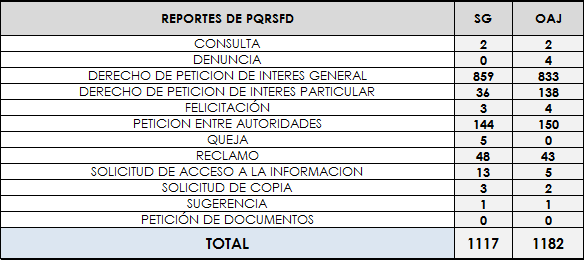 REPORTES DE PQRSFD SG OAJ
CONSULTA 2 2
DENUNCIA 0 4
DERECHO DE PETICION DE INTERES GENERAL 859 833
DERECHO DE PETICION DE INTERES PARTICULAR 36 138
FELICITACIÓN 3 4
PETICION ENTRE AUTORIDADES 144 150
QUEJA 5 0
RECLAMO 48 43
SOLICITUD DE ACCESO A LA INFORMACION 13 5
SOLICITUD DE COPIA 3 2
SUGERENCIA 1 1
PETICIÓN DE DOCUMENTOS 0 0
TOTAL 1117 1182